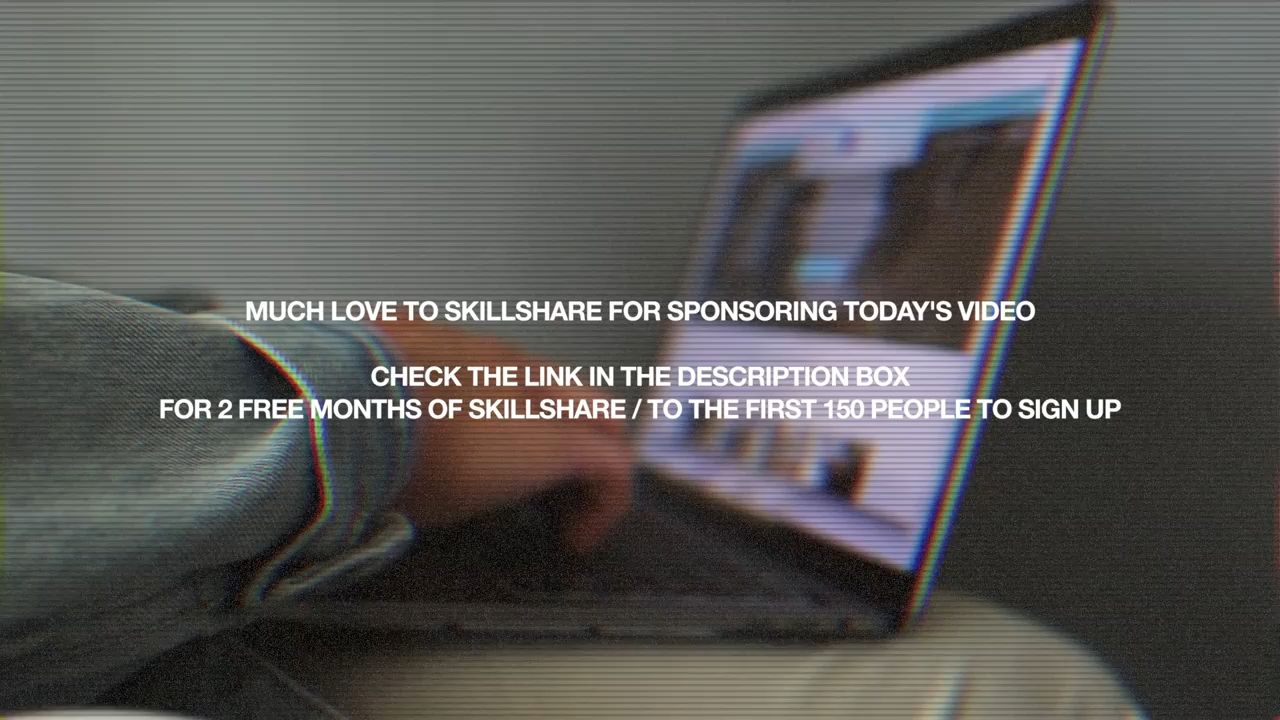 MUCH LOVE TO SKILLSHARE FOR SPONSORING TODAY'S VIDEO
CHECK THE LINK IN THE DESCRIPTION BOX
FOR 2 FREE MONTHS OF SKILLSHARE / TO THE FIRST 150 PEOPLE TO SIGN UP